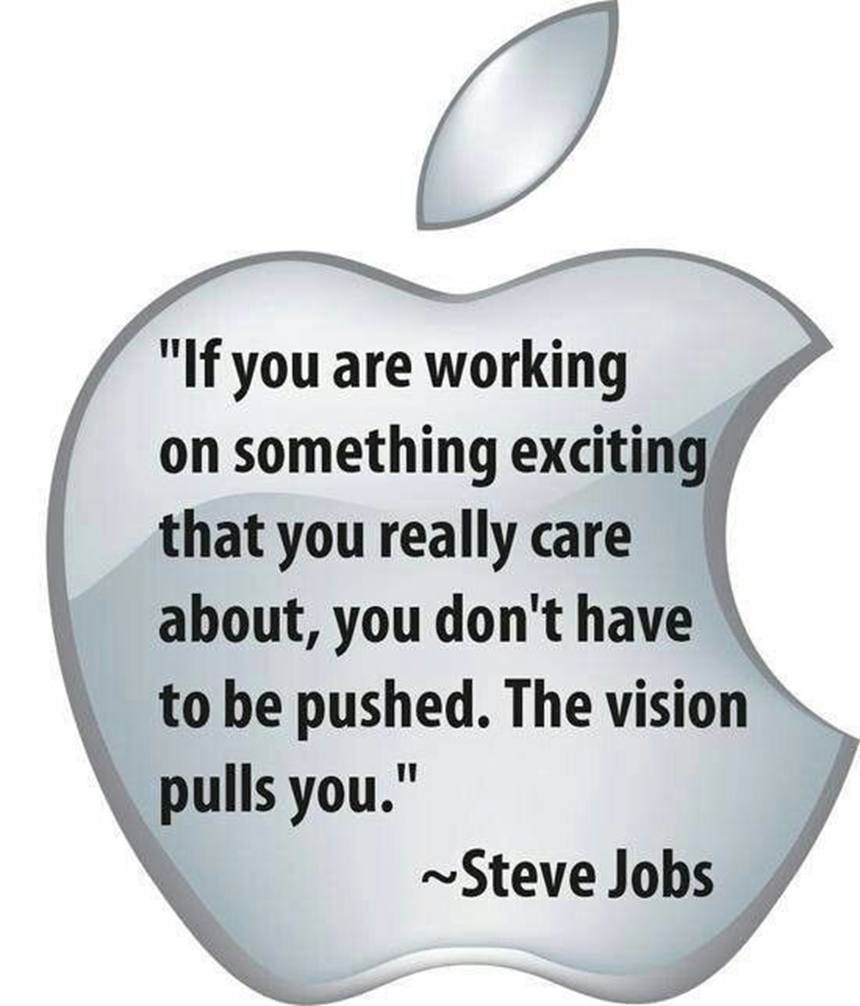 "If you are working
on something exciting
that you really care
about, you don't have
to be pushed. The vision
pulls you."
~Steve Jobs